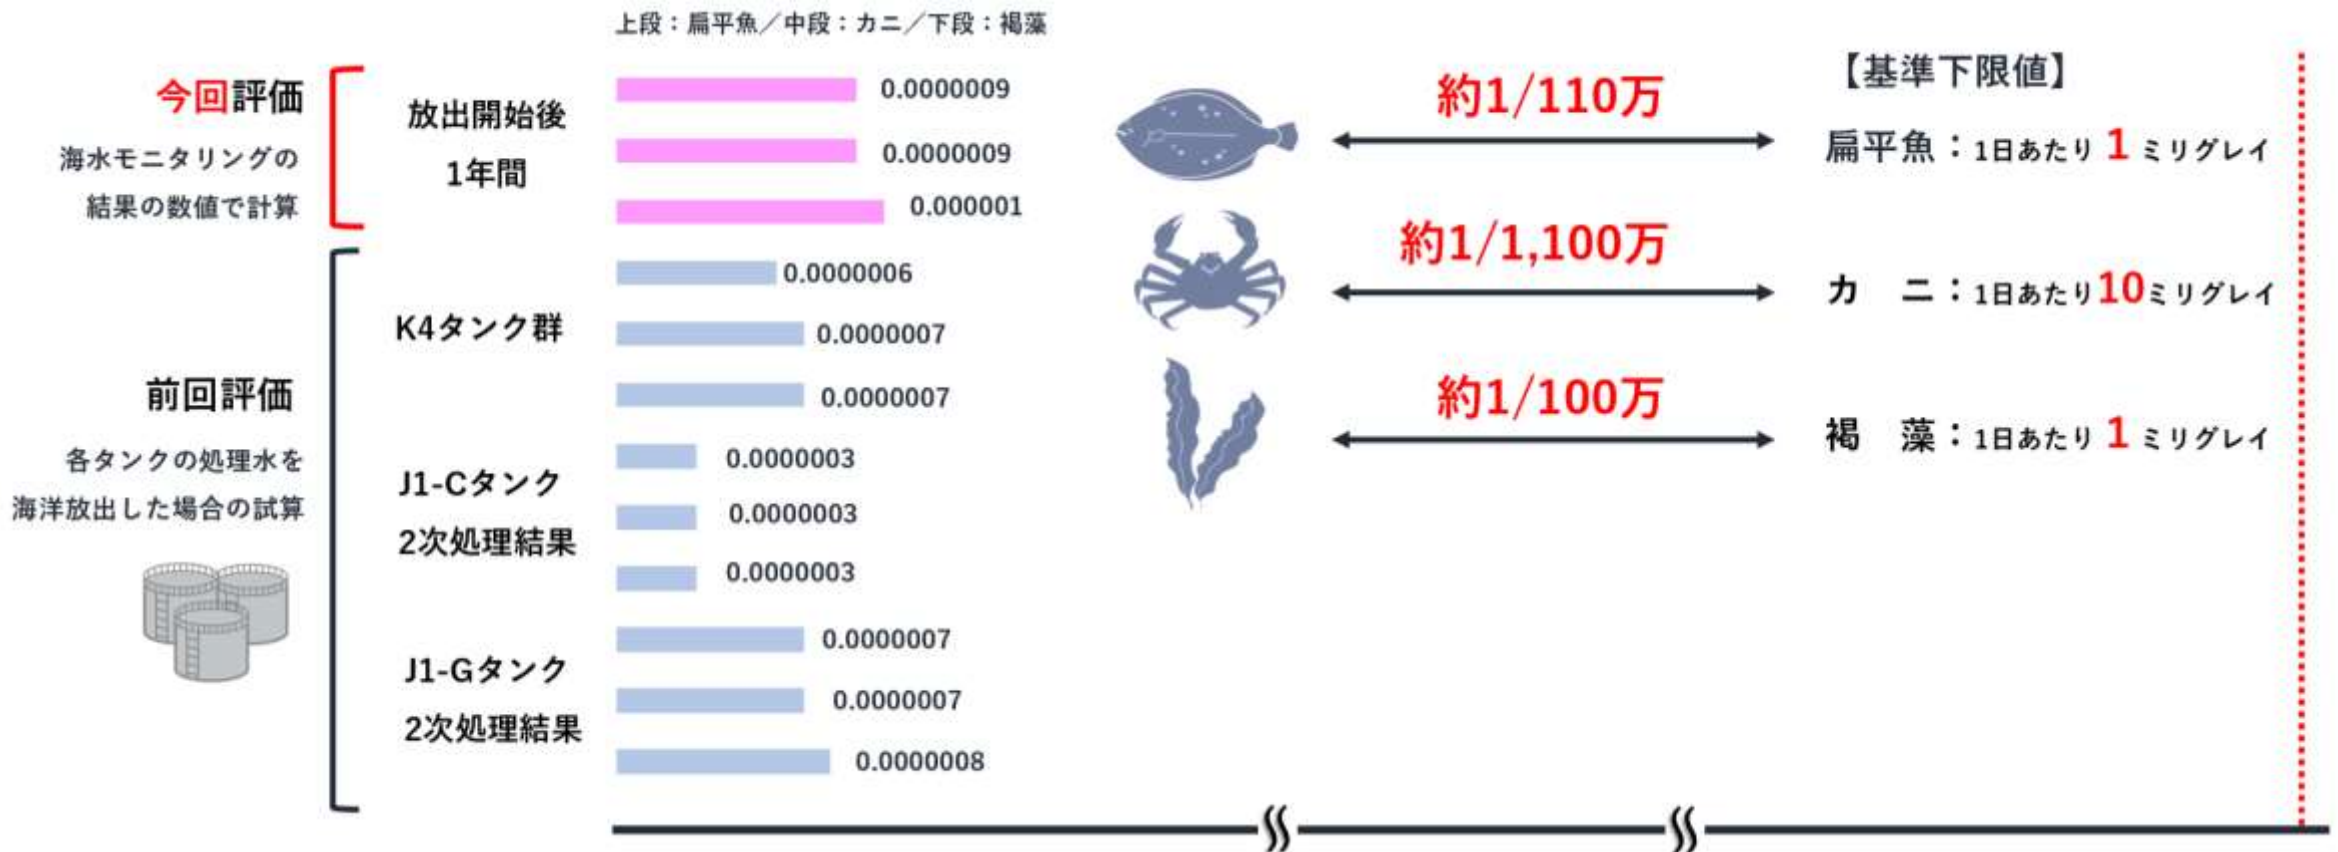 上段：扁平魚／中段：カニ／下段：褐藻
今回評価
海水モニタリングの
結果の数値で計算
放出開始後
1年間
0.0000009
0.0000009
0.000001
前回評価
各タンクの処理水を
海洋放出した場合の試算
K4タンク群
0.0000006
0.0000007
0.0000007
J1-Cタンク
2次処理結果
0.0000003
0.0000003
0.0000003
J1-Gタンク
2次処理結果
0.0000007
0.0000007
0.0000008
約1/110万
約1/1,100万
約1/100万
【基準下限値】
扁平魚：1日あたり 1 ミリグレイ
カ　ニ：1日あたり10ミリグレイ
褐　藻：1日あたり 1 ミリグレイ